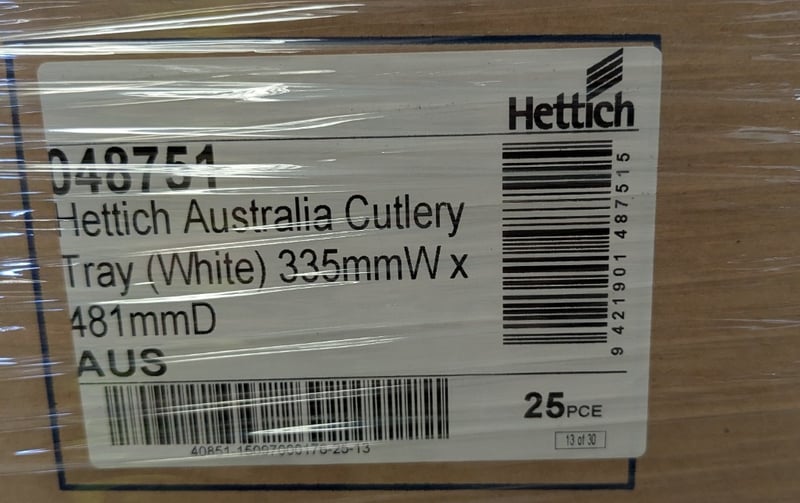 Hettich
048751
Hettich Australia Cutlery
Tray (White) 335mmW x
481mmD
AUS
9 421901 487515
25PCE
13 of 30